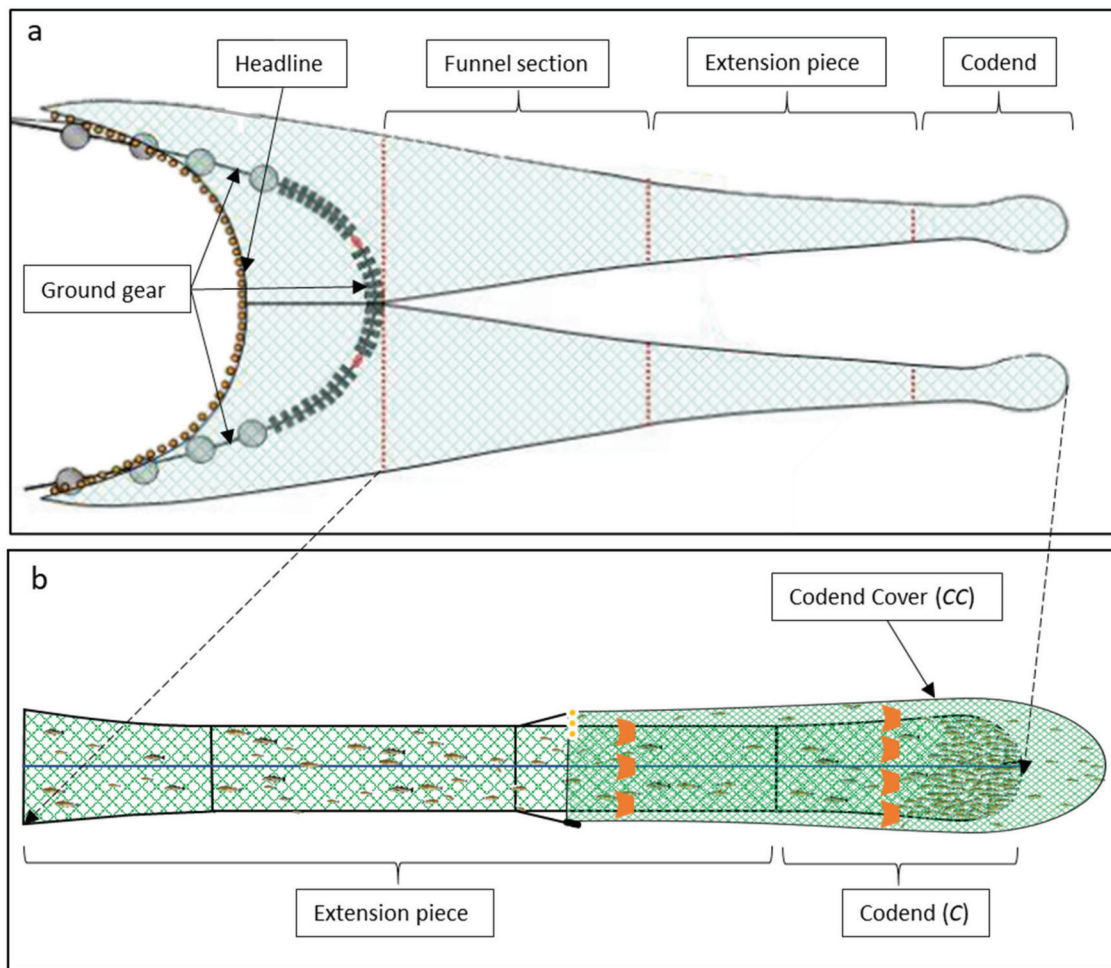 a
Headline
Funnel section
Extension piece
Codend
Ground gear
b
Codend Cover (CC)
Extension piece
Codend (C)